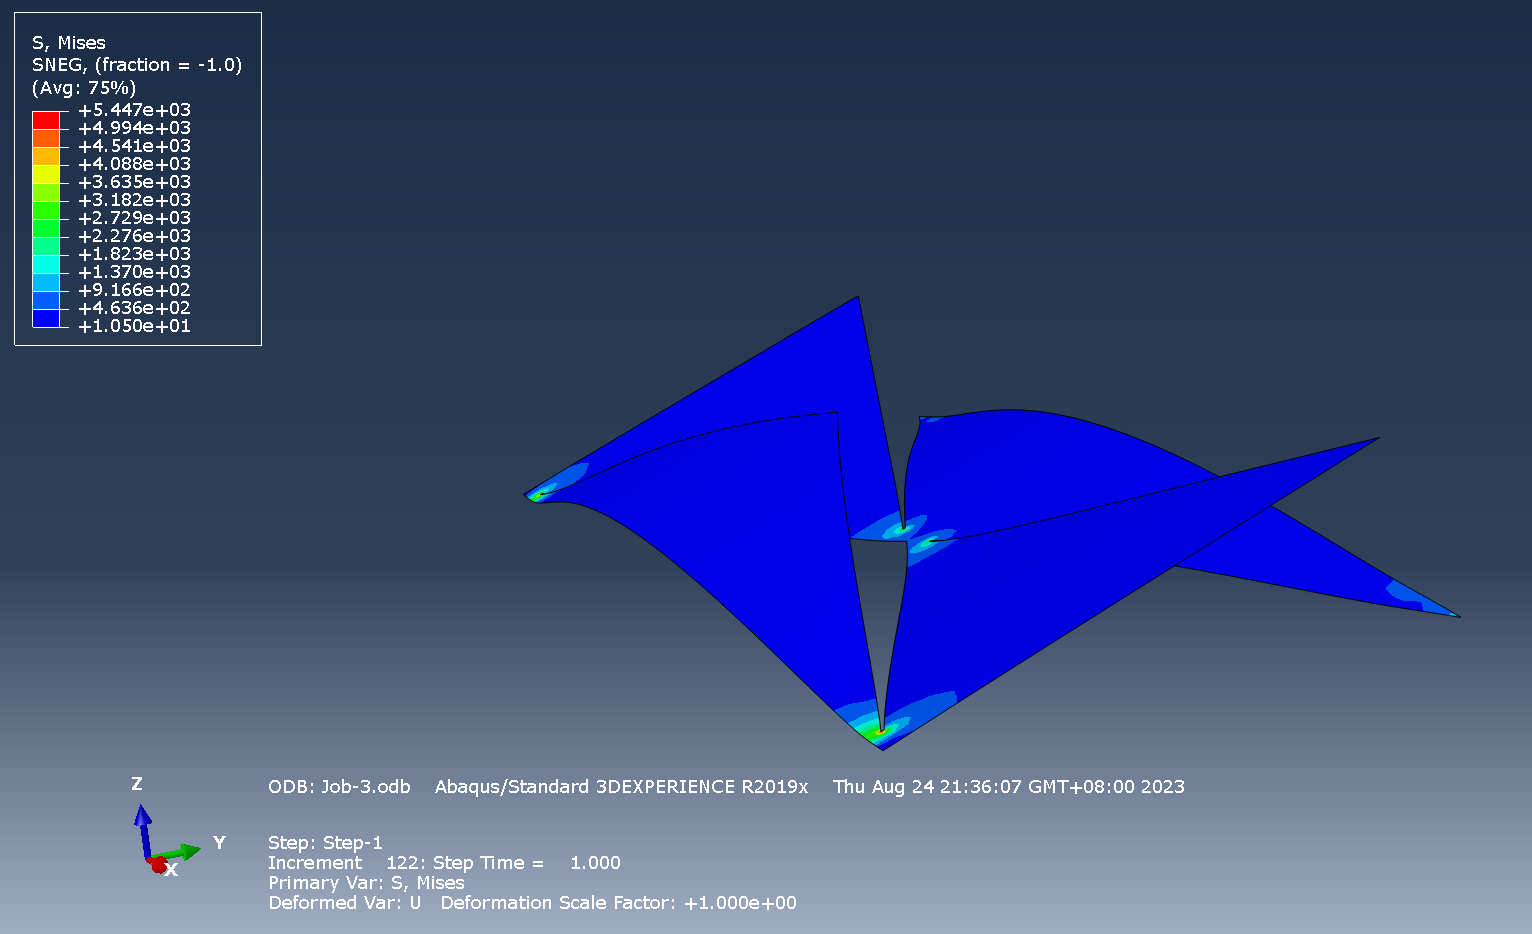 S, Mises
SNEG, (fraction = -1.0)
(Avg: 75%)
+5.447e+03
+4.994e+03
+4.541e+03
+4.088e+03
+3.635e+03
+3.182e+03
+2.729e+03
+2.276e+03
+1.823e+03
+1.370e+03
+9.166e+02
+4.636e+02
+1.050e+01
Z
Y
X
ODB: Job-3.odb Abaqus/Standard 3DEXPERIENCE R2019x Thu Aug 24 21:36:07 GMT+08:00 2023
Step: Step-1
Increment 122: Step Time = 1.000
Primary Var: S, Mises
Deformed Var: U Deformation Scale Factor: +1.000e+00